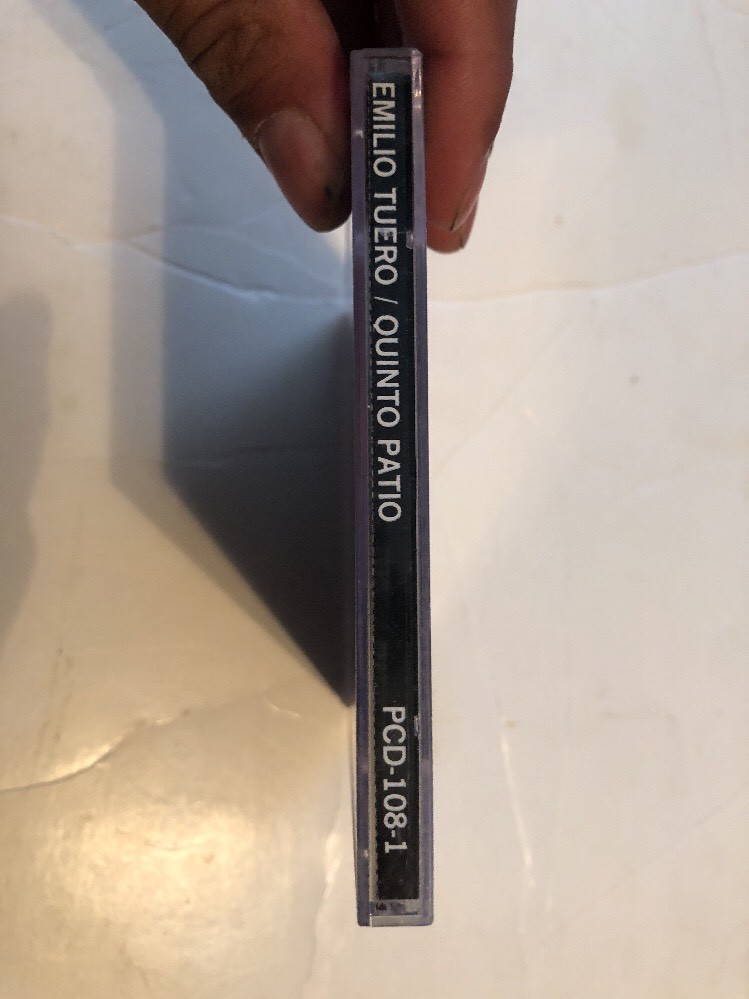 EMILIO TUERO / QUINTO PATIO
PCD-108-1